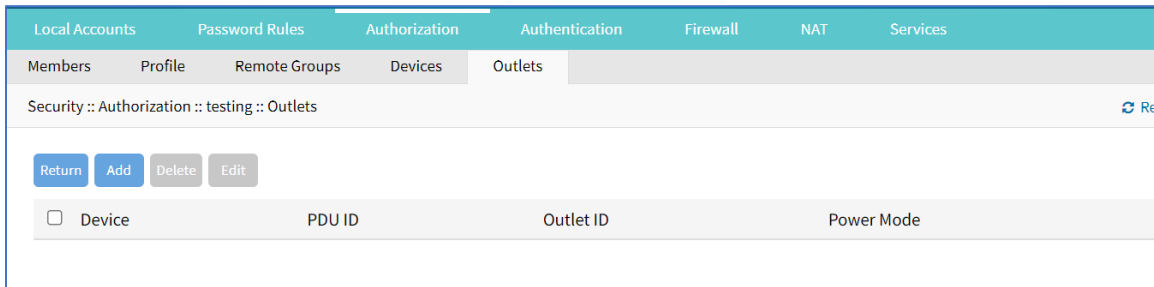 Local Accounts Password Rules Authorization Authentication Firewall NAT Services
Members Profile Remote Groups Devices Outlets
Security :: Authorization :: testing :: Outlets
Return Add Delete Edit
Device PDU ID Outlet ID Power Mode